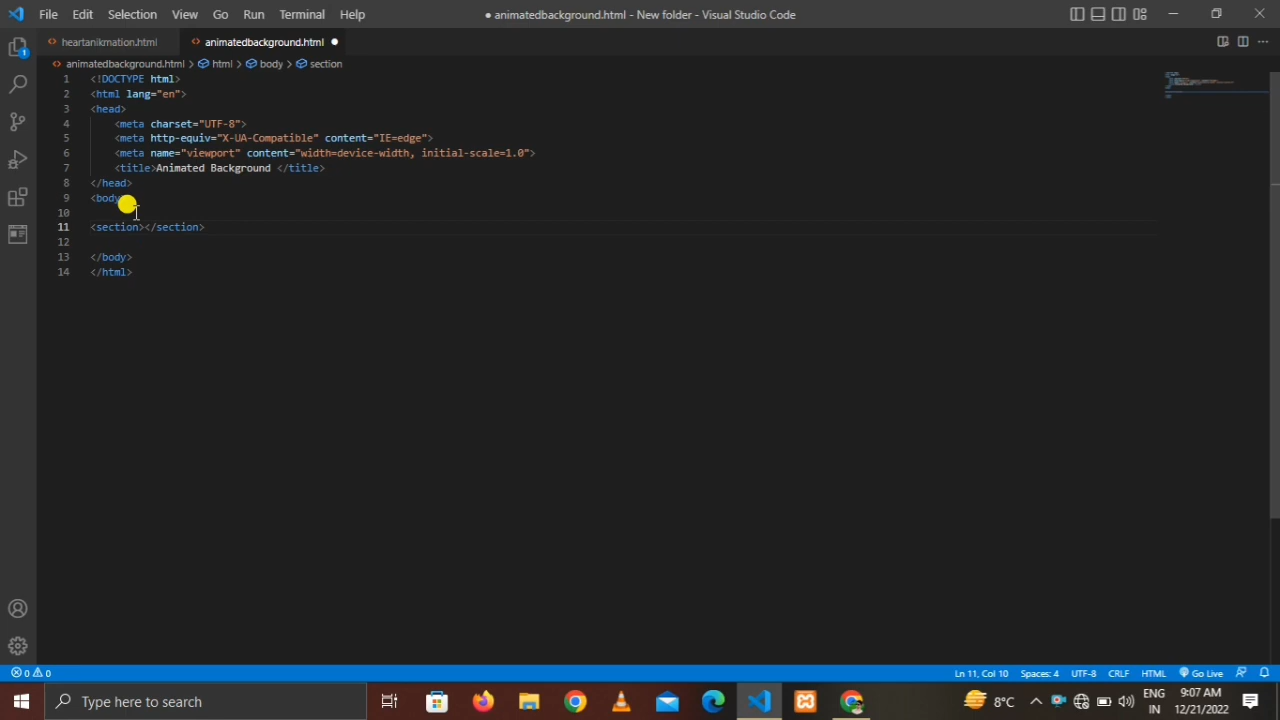 File Edit Selection View Go Run Terminal Help
● animatedbackground.html - New folder - Visual Studio Code
heartanikmation.html
animatedbackground.html ●
animatedbackground.html > html > body > section
1 <!DOCTYPE html>
2 <html lang="en">
3 <head>
4 <meta charset="UTF-8">
5 <meta http-equiv="X-UA-Compatible" content="IE=edge">
6 <meta name="viewport" content="width=device-width, initial-scale=1.0">
7 <title>Animated Background </title>
8 </head>
9 <body
10
11 <section></section>
12
13 </body>
14 </html>
1
0 0
Ln 11, Col 10 Spaces: 4 UTF-8 CRLF HTML Go Live
Type here to search
8°C
ENG
IN
9:07 AM
12/21/2022